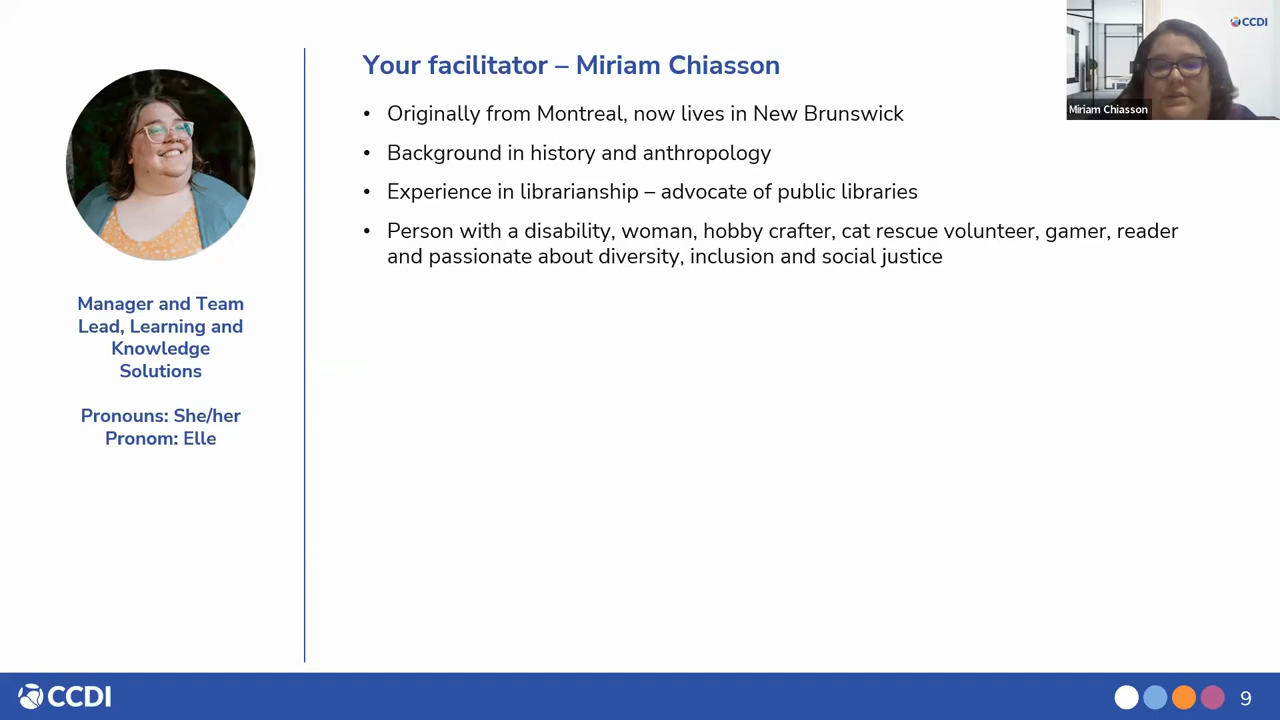 Your facilitator – Miriam Chiasson
• Originally from Montreal, now lives in New Brunswick
• Background in history and anthropology
• Experience in librarianship – advocate of public libraries
• Person with a disability, woman, hobby crafter, cat rescue volunteer, gamer, reader
and passionate about diversity, inclusion and social justice
Manager and Team
Lead, Learning and
Knowledge
Solutions
Pronouns: She/her
Pronom: Elle
CCDI
Miriam Chiasson
CCDI
9